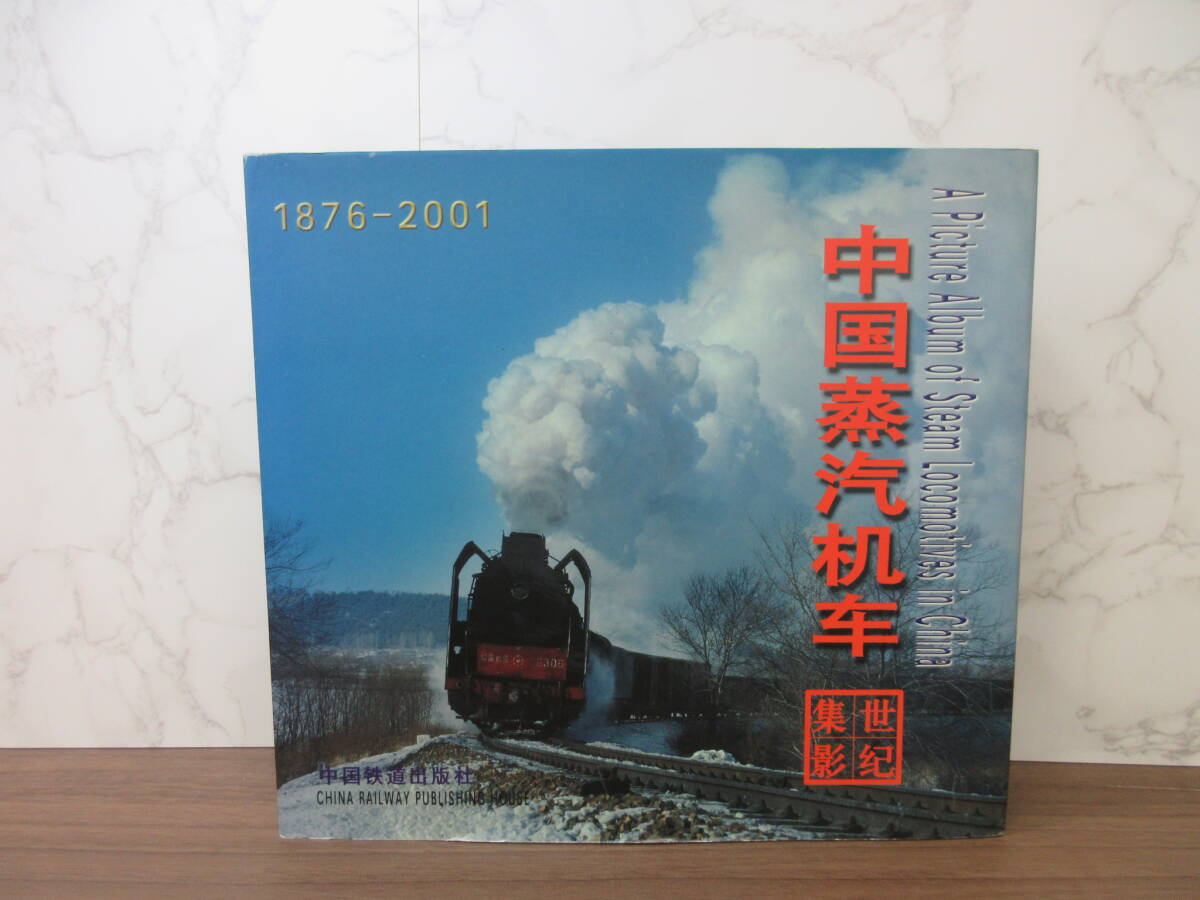 1876-2001
A Picture Album of Steam Locomotives in China
中国蒸汽机车
世纪
集影
中国铁道出版社
CHINA RAILWAY PUBLISHING HOUSE